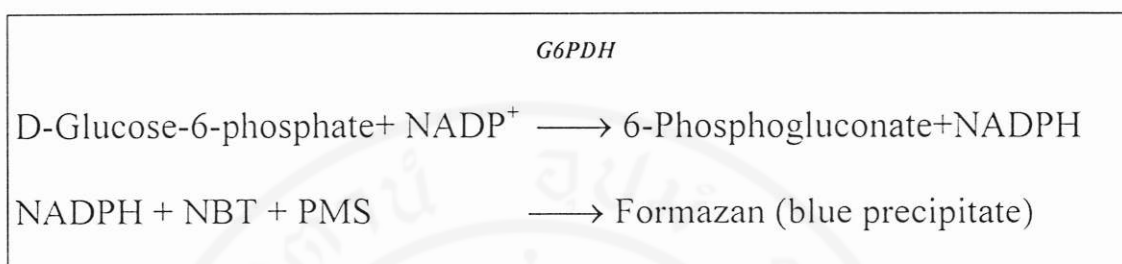 G6PDH
D-Glucose-6-phosphate+ NADP⁺ ⟶ 6-Phosphogluconate+NADPH
NADPH + NBT + PMS ⟶ Formazan (blue precipitate)